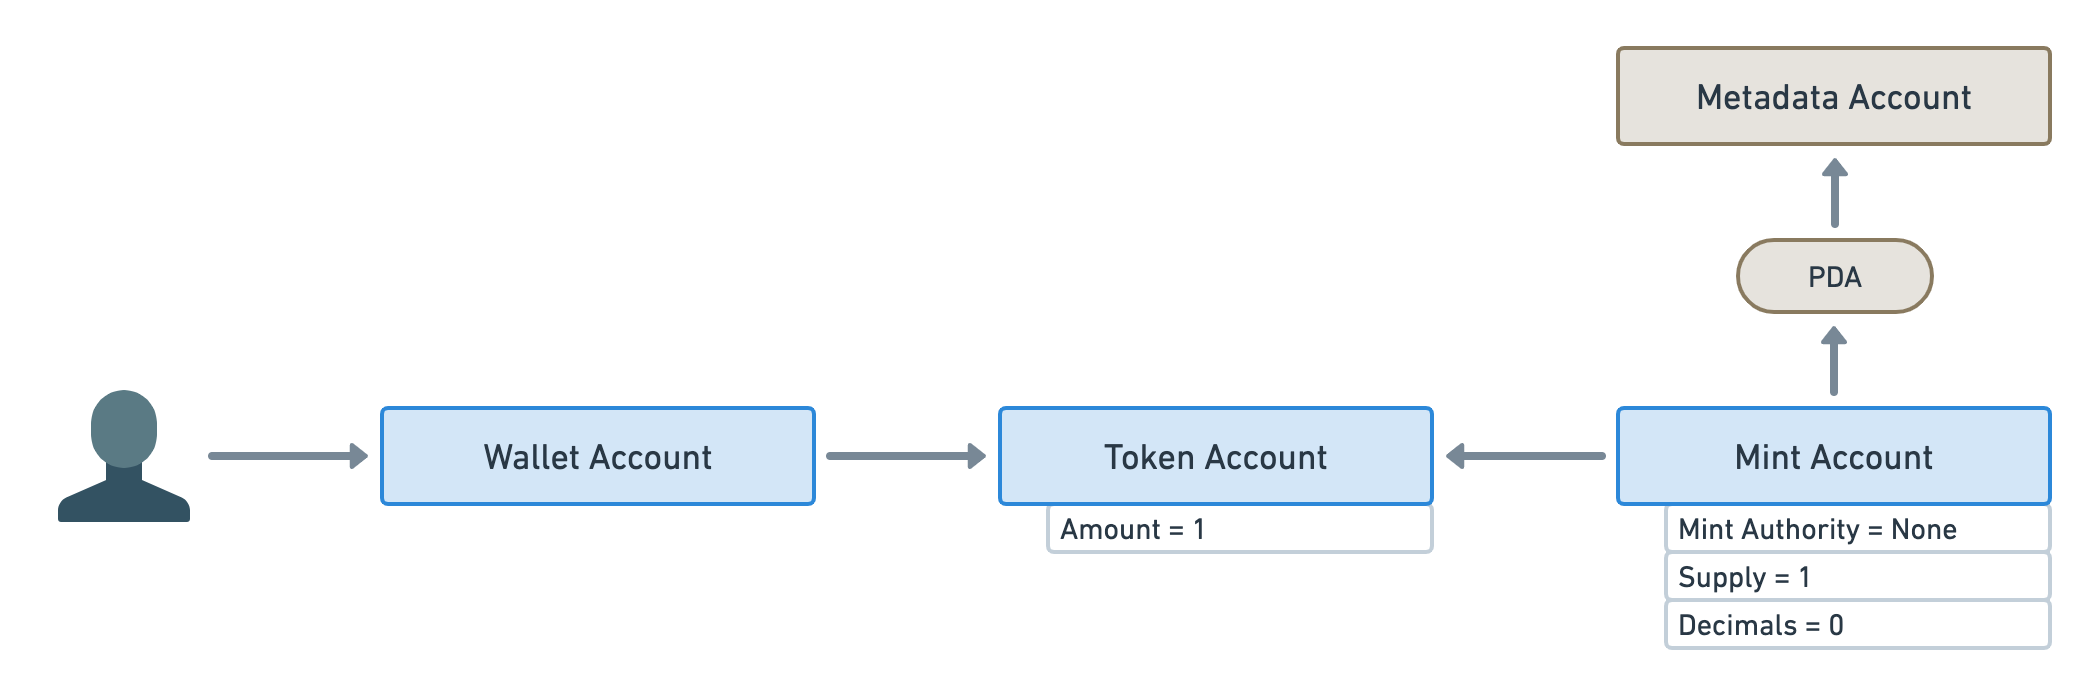 Metadata Account
PDA
Wallet Account
Token Account
Mint Account
Amount = 1
Mint Authority = None
Supply = 1
Decimals = 0